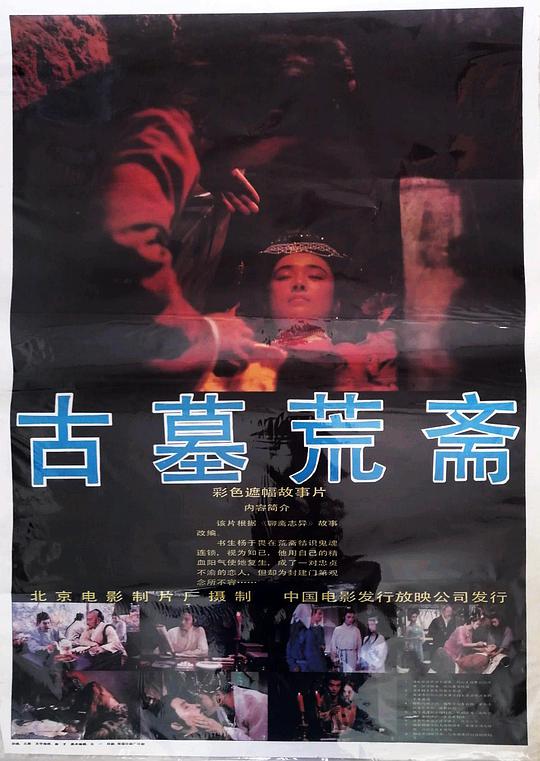 古墓荒斋
彩色遮幅故事片
内容简介
该片根据《聊斋志异》故事
改编。
书生杨于畏在荒斋结识鬼魂
连锁，视为知己，他用自己的精
血阳气使她复生，成了一对忠贞
不渝的恋人，但却为封建门第观
念所不容……
北京电影制片厂摄制 中国电影发行放映公司发行